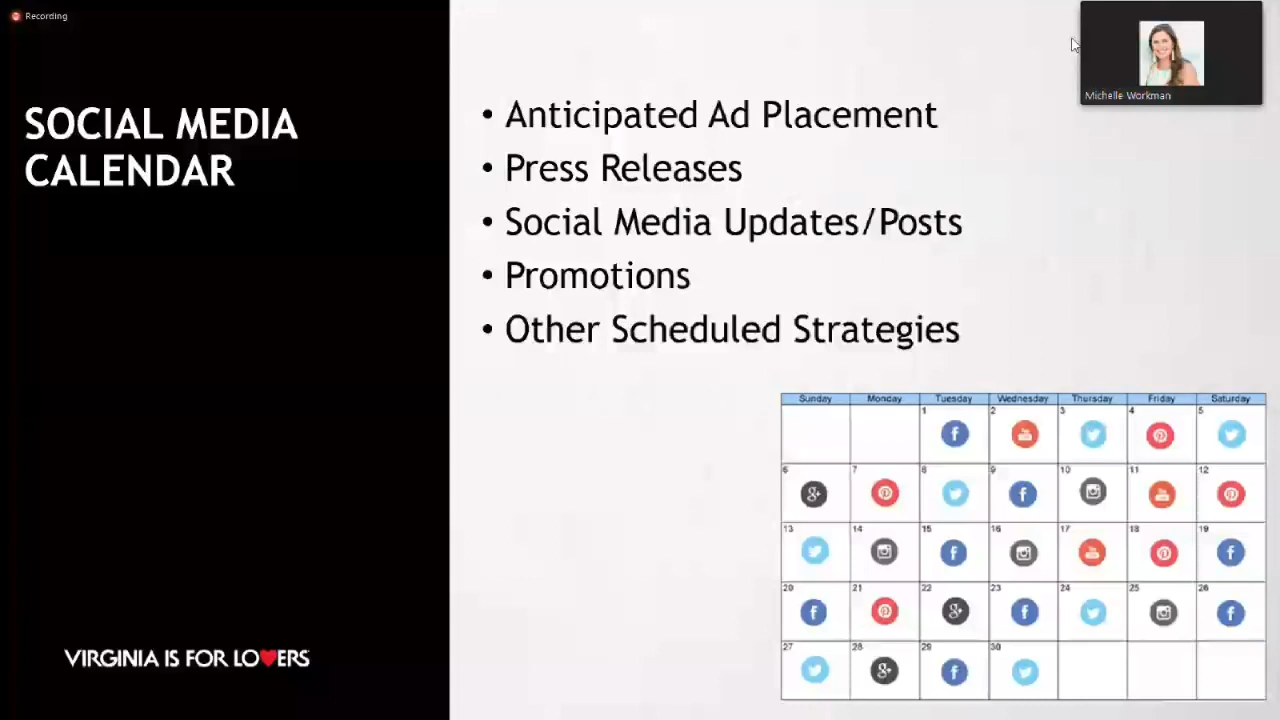 Recording
Michelle Workman
SOCIAL MEDIA
CALENDAR
• Anticipated Ad Placement
• Press Releases
• Social Media Updates/Posts
• Promotions
• Other Scheduled Strategies
Sunday Monday Tuesday Wednesday Thursday Friday Saturday
1 2 3 4 5
6 7 8 9 10 11 12
13 14 15 16 17 18 19
20 21 22 23 24 25 26
27 28 29 30
VIRGINIA IS FOR LO♥ERS